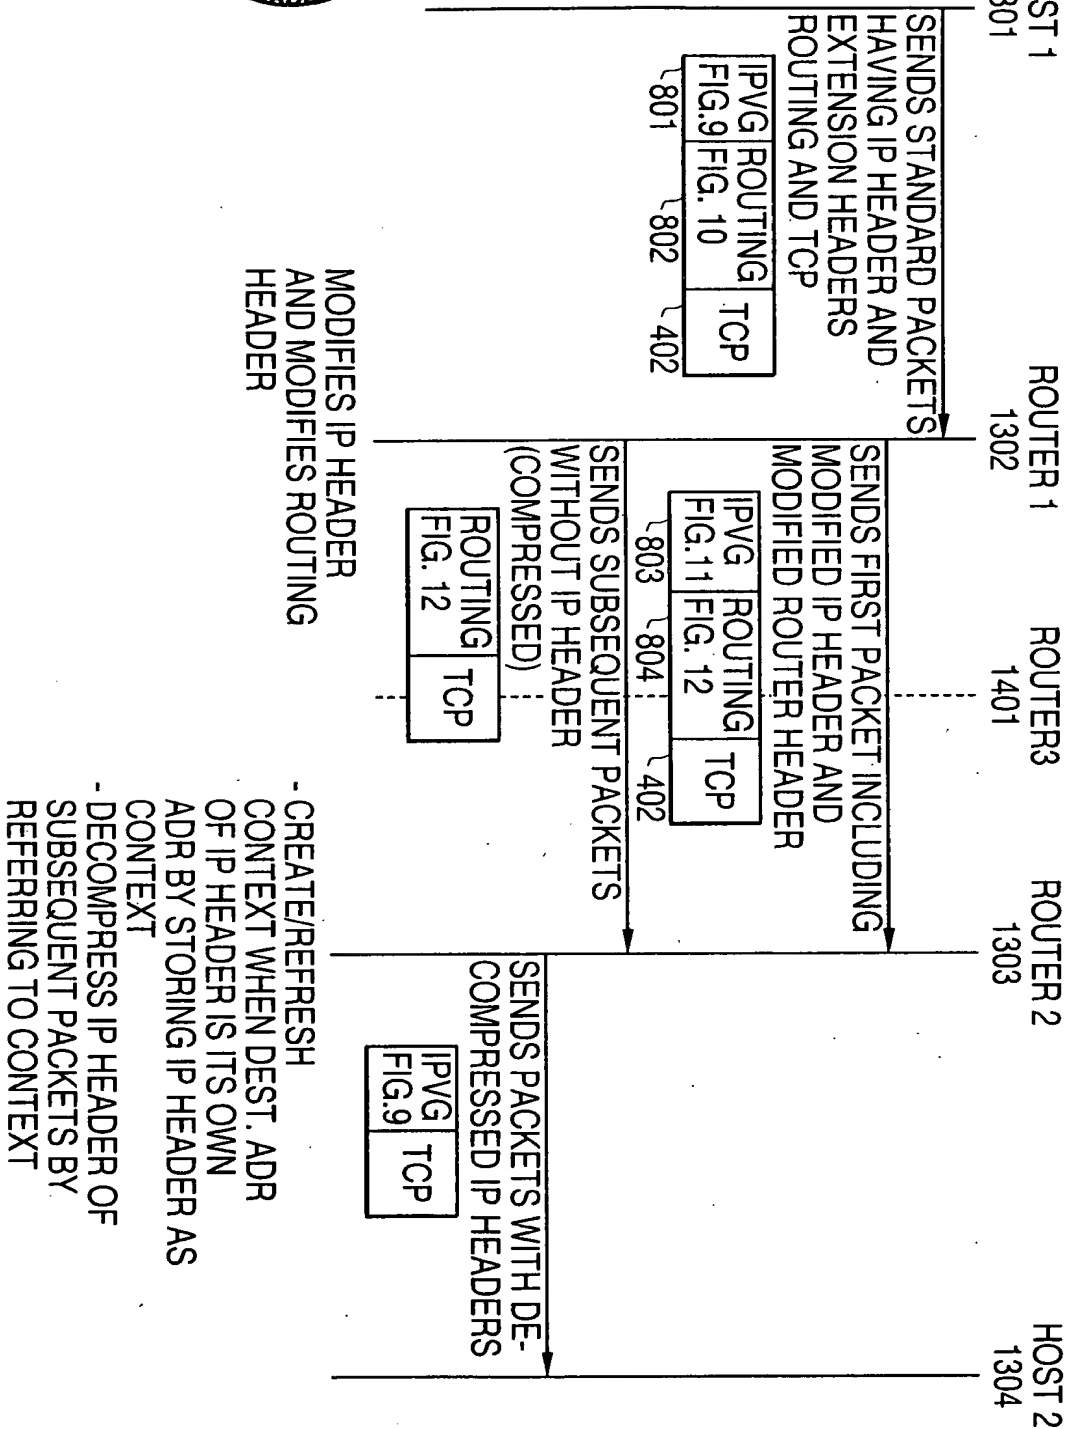 ST 1
301
ROUTER 1
1302
ROUTER3
1401
ROUTER 2
1303
HOST 2
1304
SENDS STANDARD PACKETS
HAVING IP HEADER AND
EXTENSION HEADERS
ROUTING AND TCP
IPVG ROUTING TCP
FIG.9 FIG. 10
801 802 402
SENDS FIRST PACKET INCLUDING
MODIFIED IP HEADER AND
MODIFIED ROUTER HEADER
IPVG ROUTING TCP
FIG.11 FIG. 12
803 804 402
SENDS SUBSEQUENT PACKETS
WITHOUT IP HEADER
(COMPRESSED)
ROUTING TCP
FIG. 12
MODIFIES IP HEADER
AND MODIFIES ROUTING
HEADER
SENDS PACKETS WITH DE-
COMPRESSED IP HEADERS
IPVG TCP
FIG.9
- CREATE/REFRESH
CONTEXT WHEN DEST. ADR
OF IP HEADER IS ITS OWN
ADR BY STORING IP HEADER AS
CONTEXT
- DECOMPRESS IP HEADER OF
SUBSEQUENT PACKETS BY
REFERRING TO CONTEXT